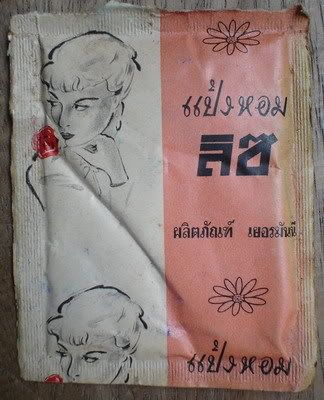 แป้งหอม
ลิซ
ผลิตภัณฑ์ เยอรมันนี
แป้งหอม